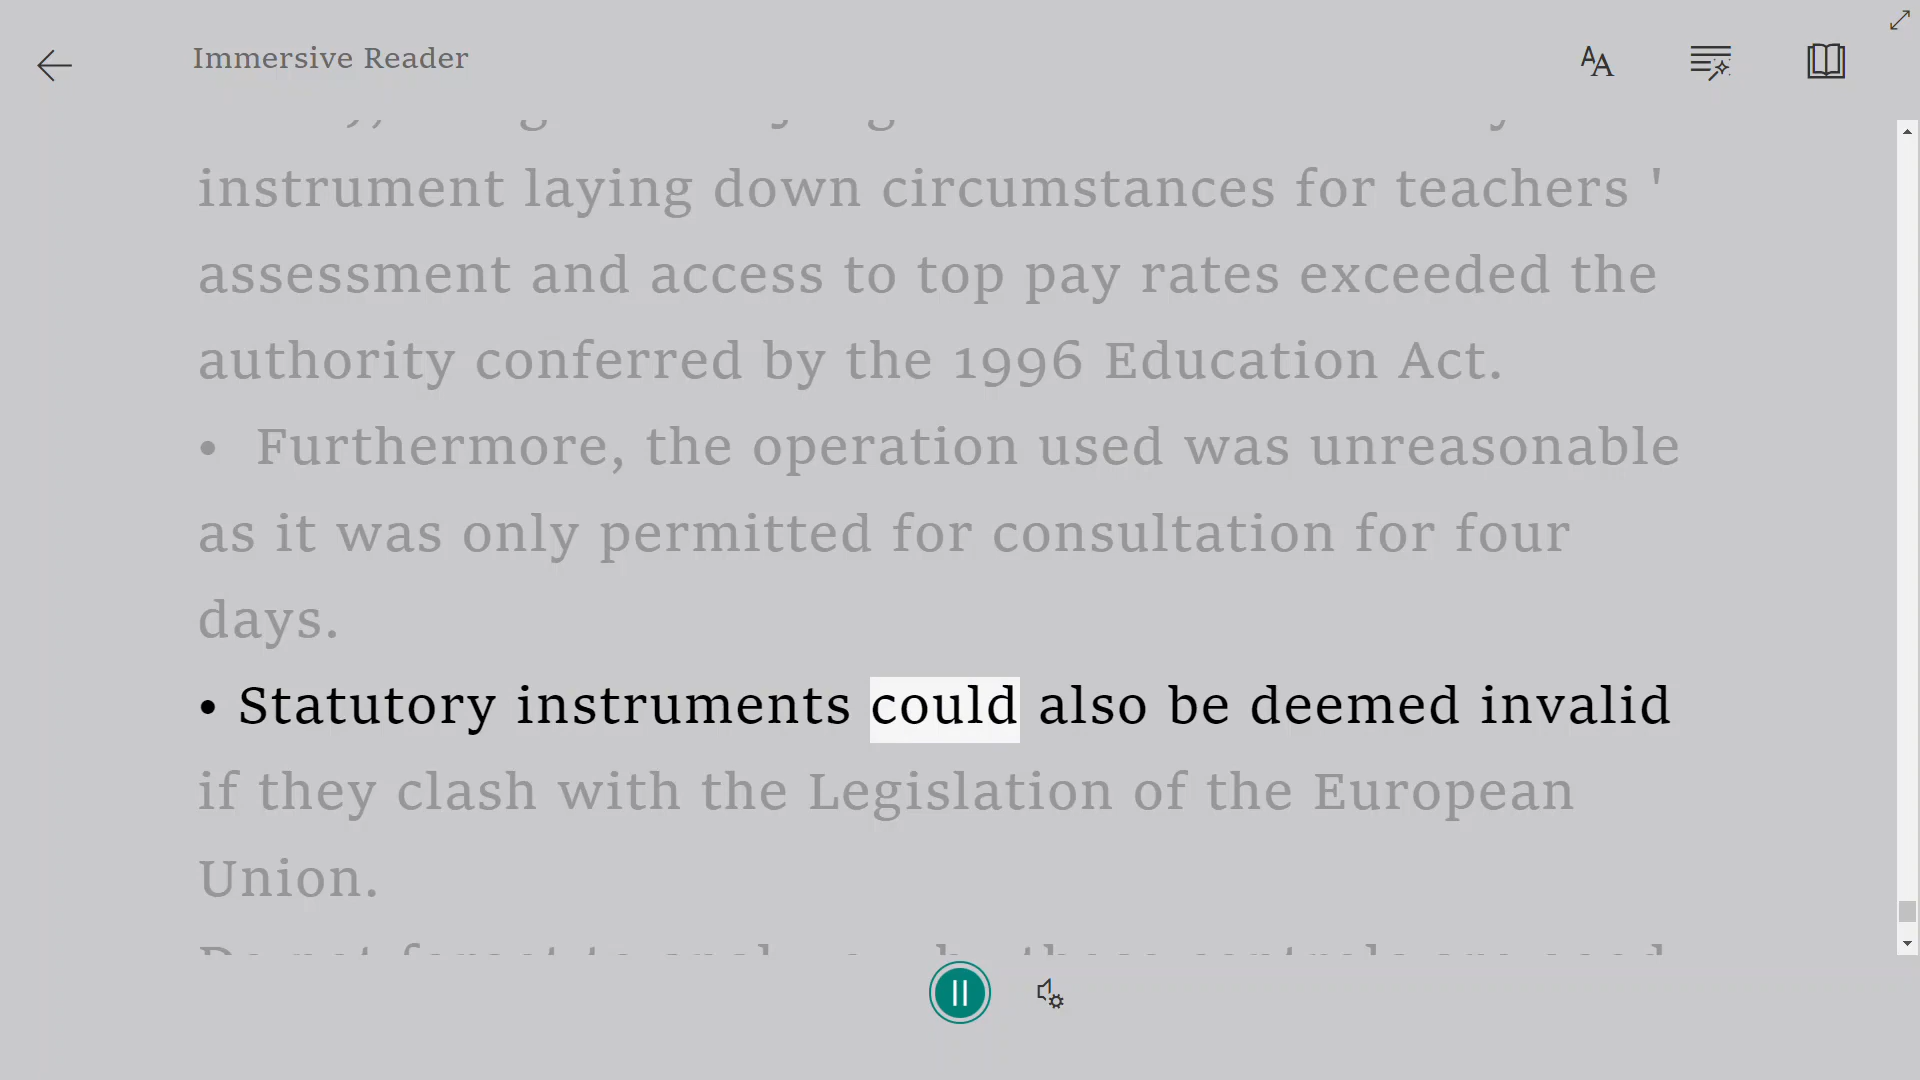 Immersive Reader
instrument laying down circumstances for teachers '
assessment and access to top pay rates exceeded the
authority conferred by the 1996 Education Act.
• Furthermore, the operation used was unreasonable
as it was only permitted for consultation for four
days.
• Statutory instruments could also be deemed invalid
if they clash with the Legislation of the European
Union.